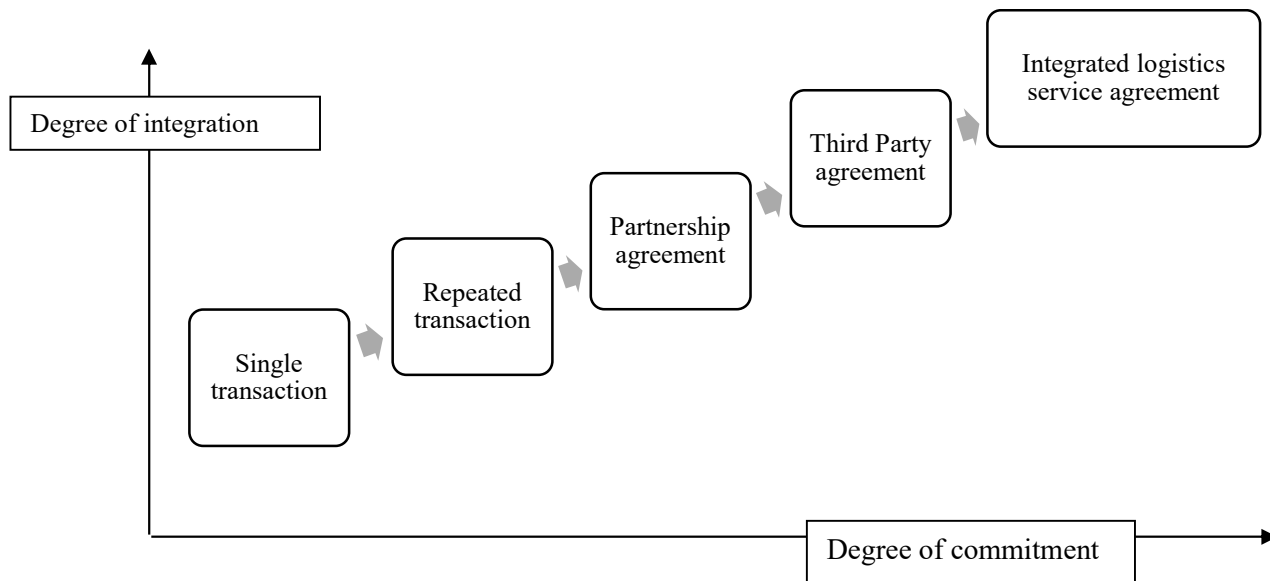 Degree of integration
Single
transaction
Repeated
transaction
Partnership
agreement
Third Party
agreement
Integrated logistics
service agreement
Degree of commitment